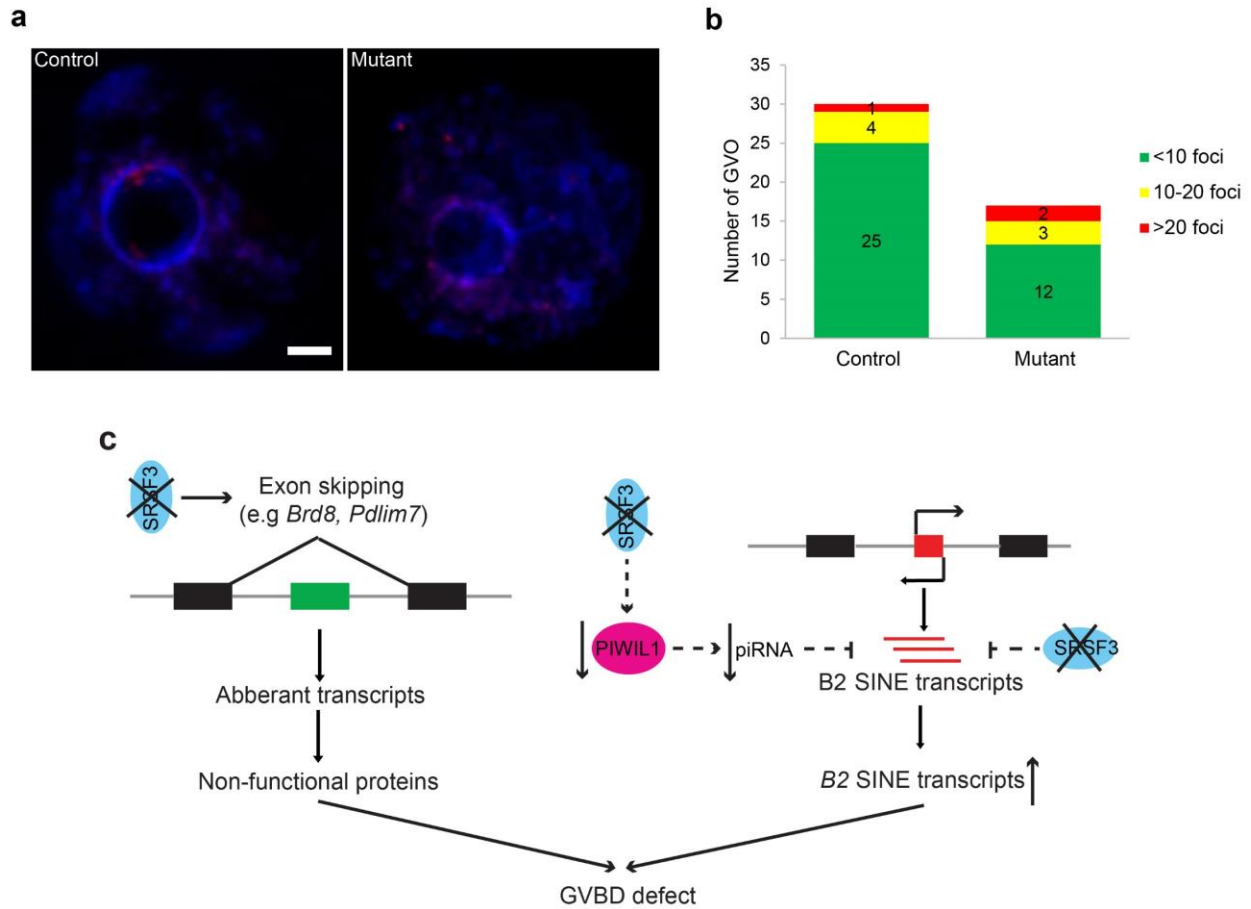 a
Control
Mutant
b
35
30
25
20
15
10
5
0
Number of GVO
1
4
25
2
3
12
Control
Mutant
<10 foci
10-20 foci
>20 foci
c
SRSF3
Exon skipping
(e.g Brd8, Pdlim7)
Abberant transcripts
Non-functional proteins
SRSF3
PIWIL1
piRNA
SRSF3
B2 SINE transcripts
B2 SINE transcripts
GVBD defect